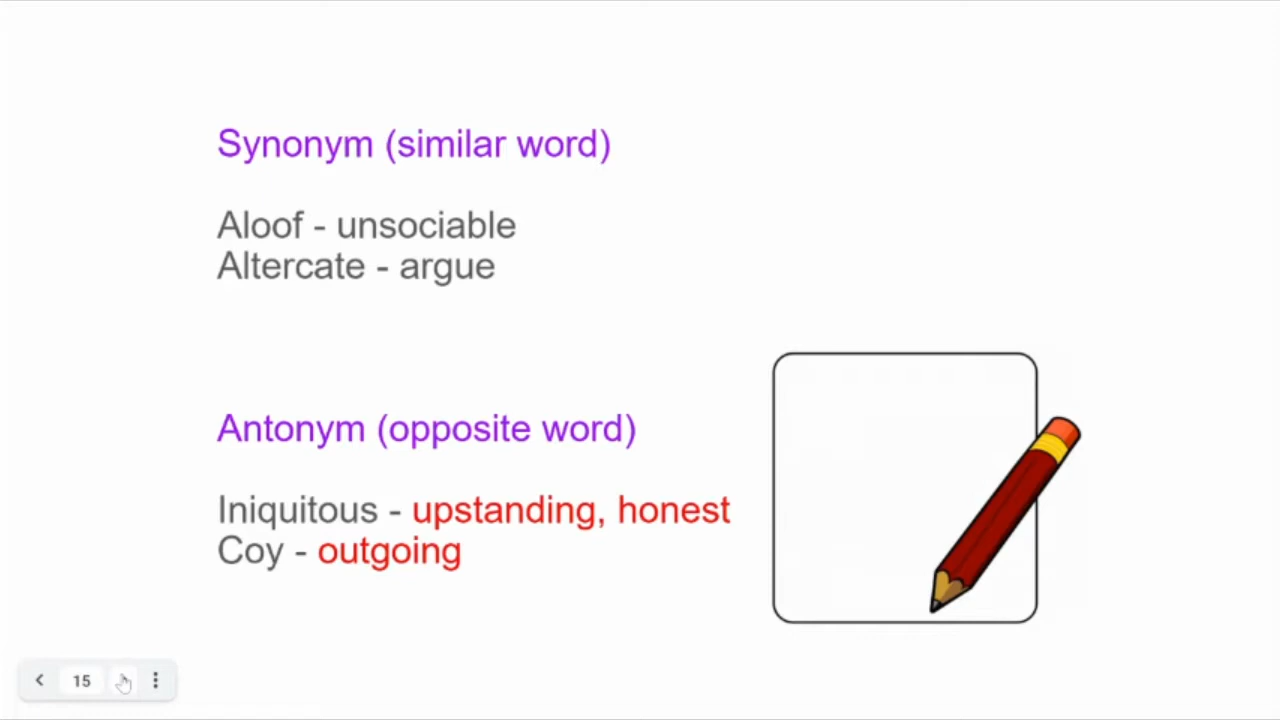 Synonym (similar word)
Aloof - unsociable
Altercate - argue
Antonym (opposite word)
Iniquitous - upstanding, honest
Coy - outgoing
15